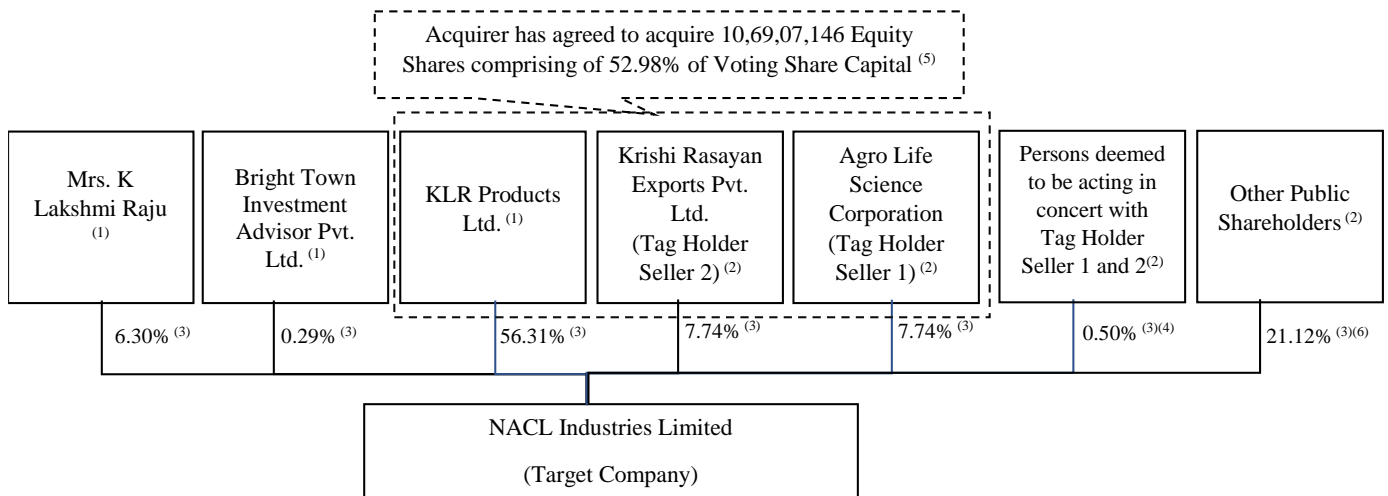 Acquirer has agreed to acquire 10,69,07,146 Equity
Shares comprising of 52.98% of Voting Share Capital (5)
Mrs. K
Lakshmi Raju
(1)
Bright Town
Investment
Advisor Pvt.
Ltd. (1)
KLR Products
Ltd. (1)
Krishi Rasayan
Exports Pvt.
Ltd.
(Tag Holder
Seller 2) (2)
Agro Life
Science
Corporation
(Tag Holder
Seller 1) (2)
Persons deemed
to be acting in
concert with
Tag Holder
Seller 1 and 2(2)
Other Public
Shareholders (2)
6.30% (3)
0.29% (3)
56.31% (3)
7.74% (3)
7.74% (3)
0.50% (3)(4)
21.12% (3)(6)
NACL Industries Limited
(Target Company)